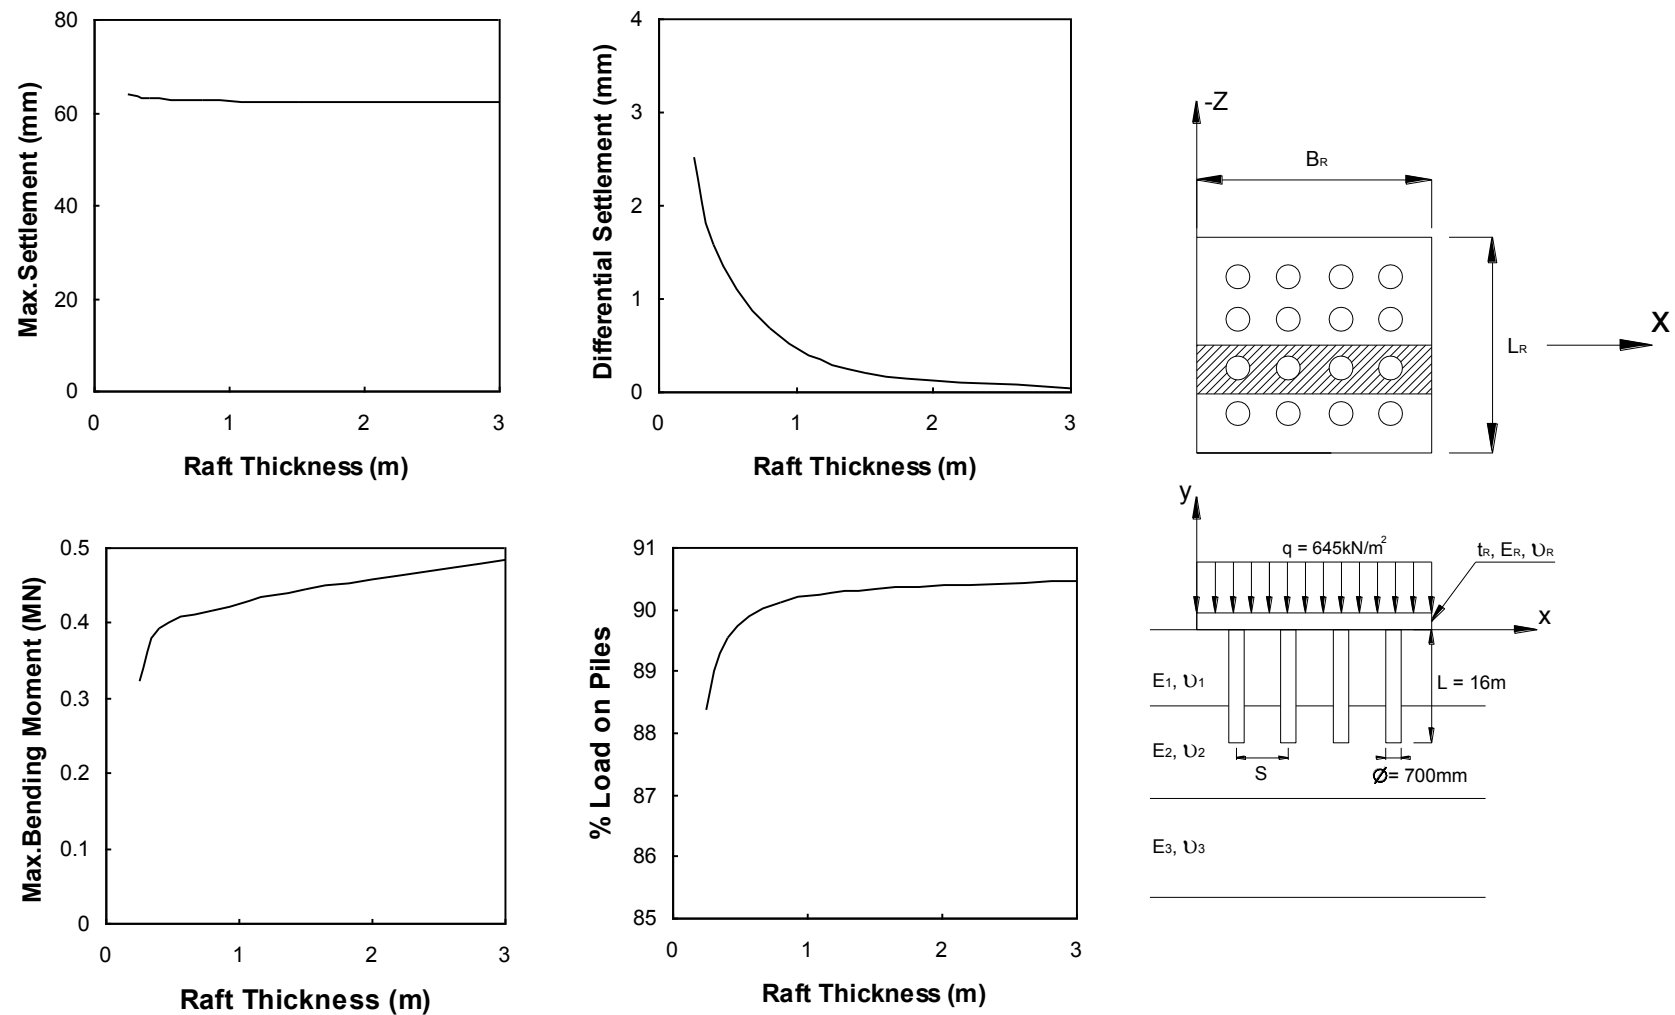 80
60
40
20
0
0 1 2 3
Max.Settlement (mm)
Raft Thickness (m)
4
3
2
1
0
0 1 2 3
Differential Settlement (mm)
Raft Thickness (m)
-Z
BR
LR
X
0.5
0.4
0.3
0.2
0.1
0
0 1 2 3
Max.Bending Moment (MN)
Raft Thickness (m)
91
90
89
88
87
86
85
0 1 2 3
% Load on Piles
Raft Thickness (m)
y
q = 645kN/m²
tR, ER, υR
x
E1, υ1
L = 16m
E2, υ2
S
Ø= 700mm
E3, υ3